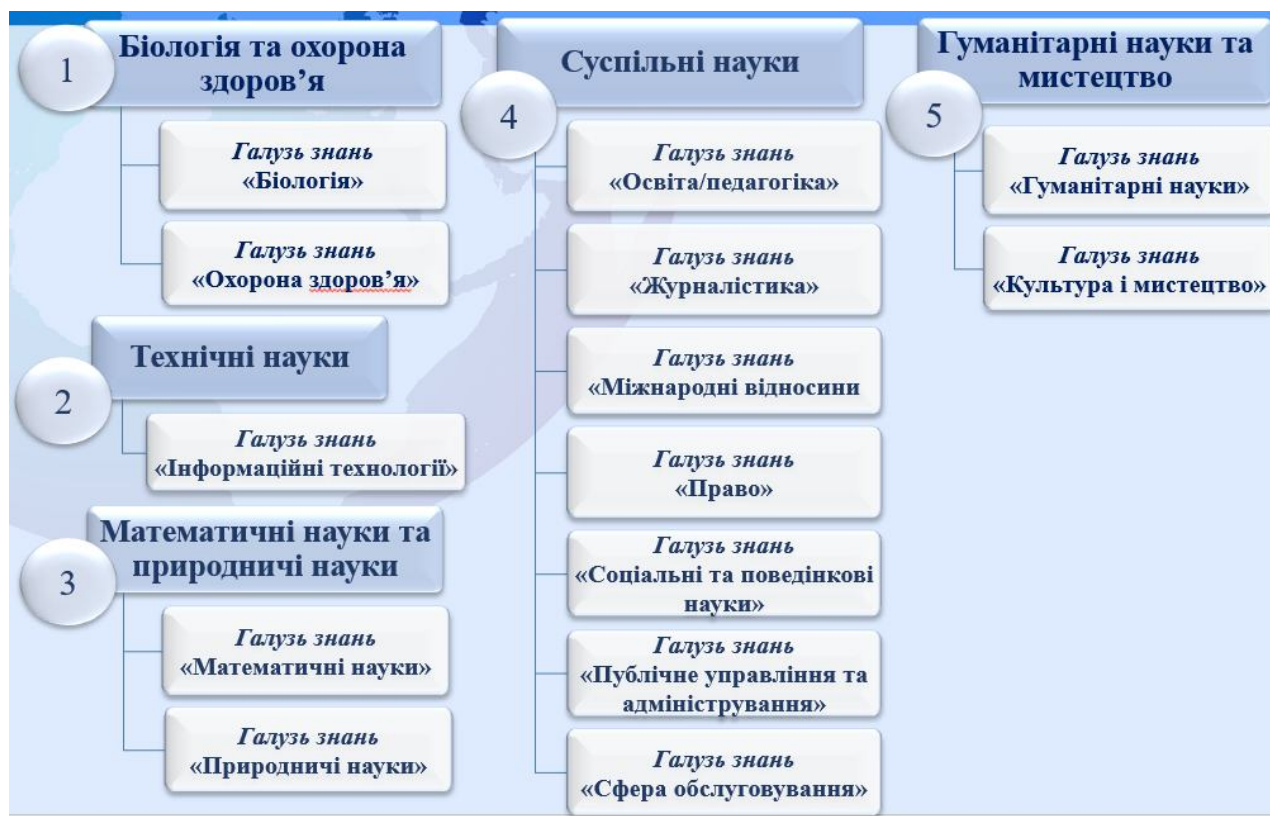 1
Біологія та охорона
здоров’я
Галузь знань
«Біологія»
Галузь знань
«Охорона здоров’я»
2
Технічні науки
Галузь знань
«Інформаційні технології»
3
Математичні науки та
природничі науки
Галузь знань
«Математичні науки»
Галузь знань
«Природничі науки»
4
Суспільні науки
Галузь знань
«Освіта/педагогіка»
Галузь знань
«Журналістика»
Галузь знань
«Міжнародні відносини
Галузь знань
«Право»
Галузь знань
«Соціальні та поведінкові
науки»
Галузь знань
«Публічне управління та
адміністрування»
Галузь знань
«Сфера обслуговування»
5
Гуманітарні науки та
мистецтво
Галузь знань
«Гуманітарні науки»
Галузь знань
«Культура і мистецтво»